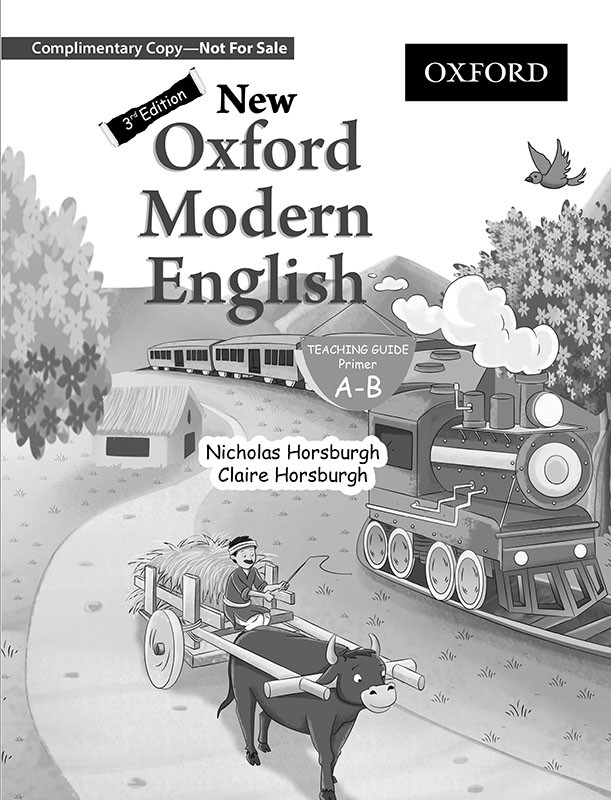 Complimentary Copy—Not For Sale
OXFORD
3rd Edition
New
Oxford
Modern
English
TEACHING GUIDE
Primer
A–B
Nicholas Horsburgh
Claire Horsburgh